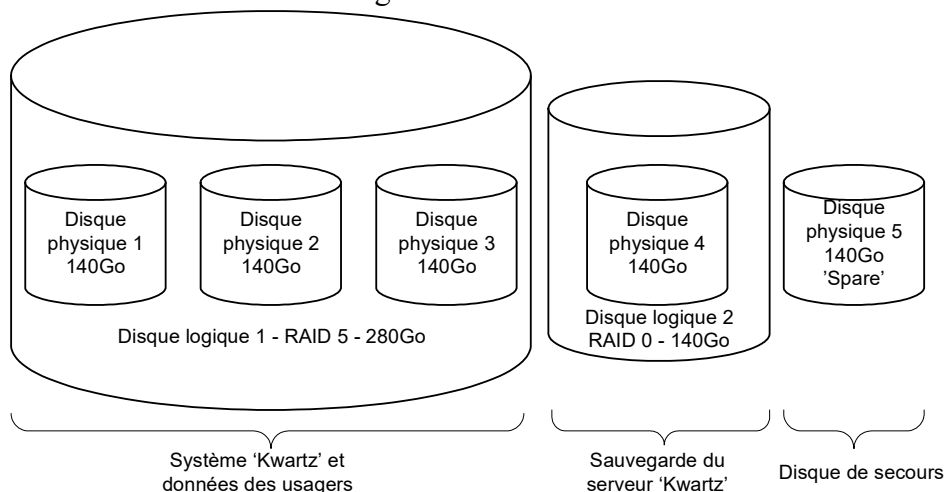 Disque
physique 1
140Go
Disque
physique 2
140Go
Disque
physique 3
140Go
Disque logique 1 - RAID 5 - 280Go
Disque
physique 4
140Go
Disque logique 2
RAID 0 - 140Go
Disque
physique 5
140Go
’Spare’
Système ‘Kwartz’ et
données des usagers
Sauvegarde du
serveur ‘Kwartz’
Disque de secours